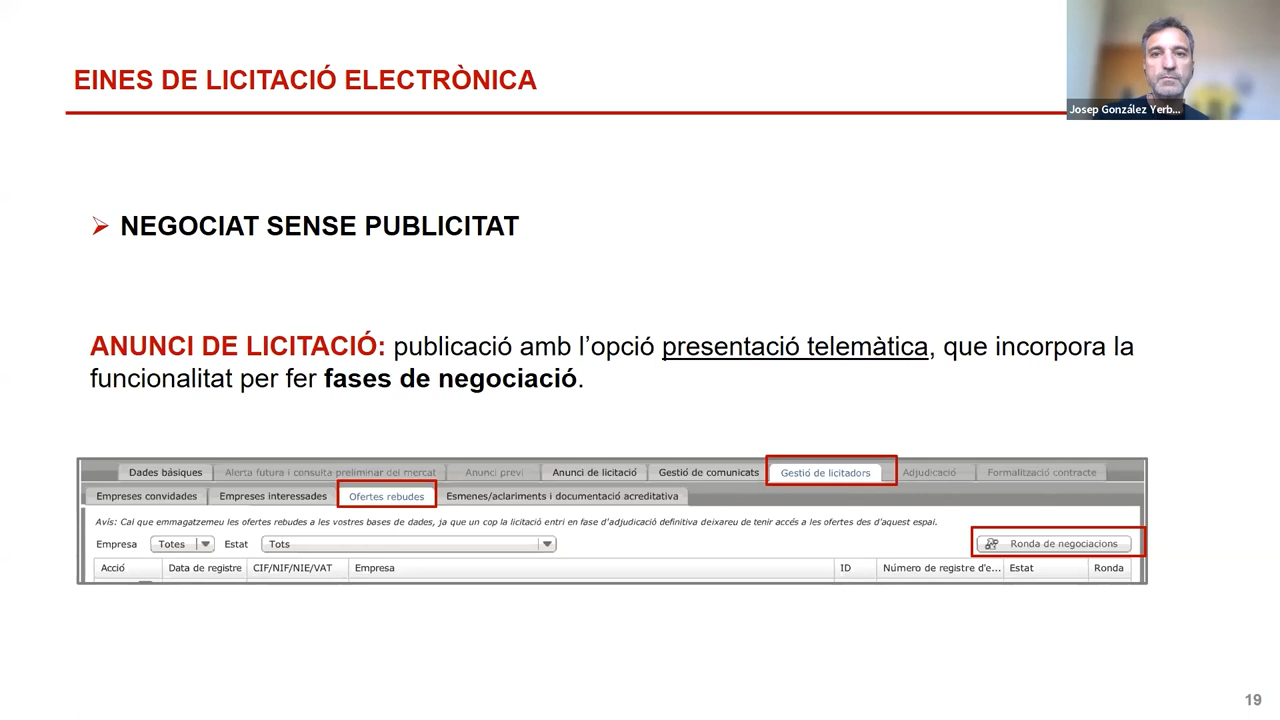 EINES DE LICITACIÓ ELECTRÒNICA
Josep González Yerb...
➢ NEGOCIAT SENSE PUBLICITAT
ANUNCI DE LICITACIÓ: publicació amb l’opció presentació telemàtica, que incorpora la
funcionalitat per fer fases de negociació.
Dades bàsiques Alerta futura i consulta preliminar del mercat Anunci previ Anunci de licitació Gestió de comunicats Gestió de licitadors Adjudicació Formalització contracte
Empreses convidades Empreses interessades Ofertes rebudes Esmenes/aclariments i documentació acreditativa
Avís: Cal que emmagatzemeu les ofertes rebudes a les vostres bases de dades, ja que un cop la licitació entri en fase d'adjudicació definitiva deixareu de tenir accés a les ofertes des d'aquest espai.
Empresa Totes Estat Tots Ronda de negociacions
Acció Data de registre CIF/NIF/NIE/VAT Empresa ID Número de registre d'e... Estat Ronda
19